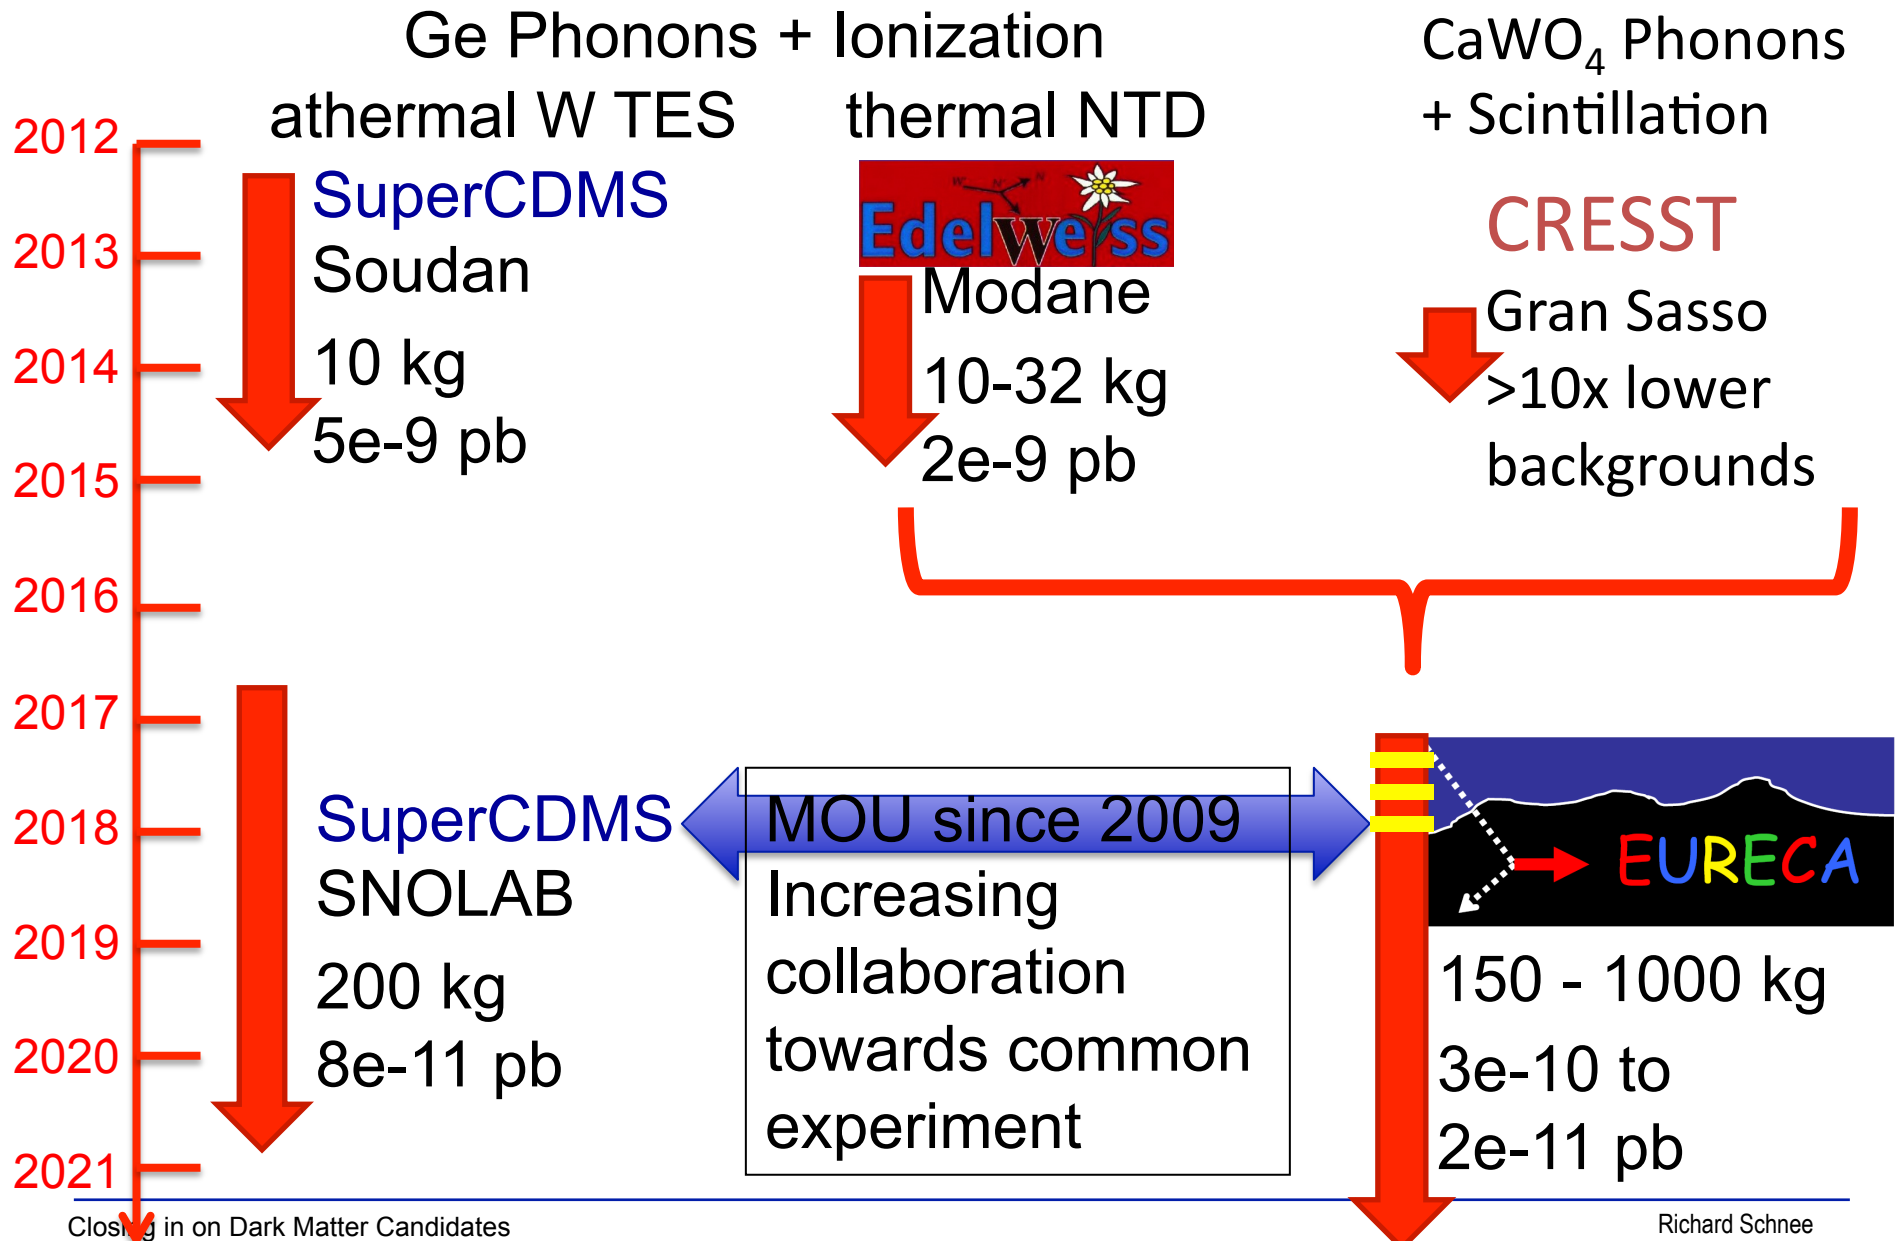 Ge Phonons + Ionization
athermal W TES
thermal NTD
CaWO₄ Phonons
+ Scintillation
2012
2013
2014
2015
2016
2017
2018
2019
2020
2021
SuperCDMS
Soudan
10 kg
5e-9 pb
Edelweiss
Modane
10-32 kg
2e-9 pb
CRESST
Gran Sasso
>10x lower
backgrounds
SuperCDMS
SNOLAB
200 kg
8e-11 pb
MOU since 2009
Increasing
collaboration
towards common
experiment
EURECA
150 - 1000 kg
3e-10 to
2e-11 pb
Closing in on Dark Matter Candidates
Richard Schnee